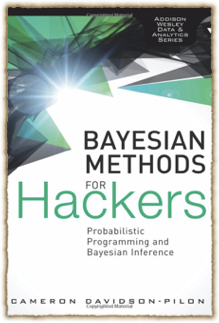 ADDISON
WESLEY
DATA &
ANALYTICS
SERIES
BAYESIAN
METHODS
FOR
Hackers
Probabilistic
Programming and
Bayesian Inference
CAMERON DAVIDSON-PILON